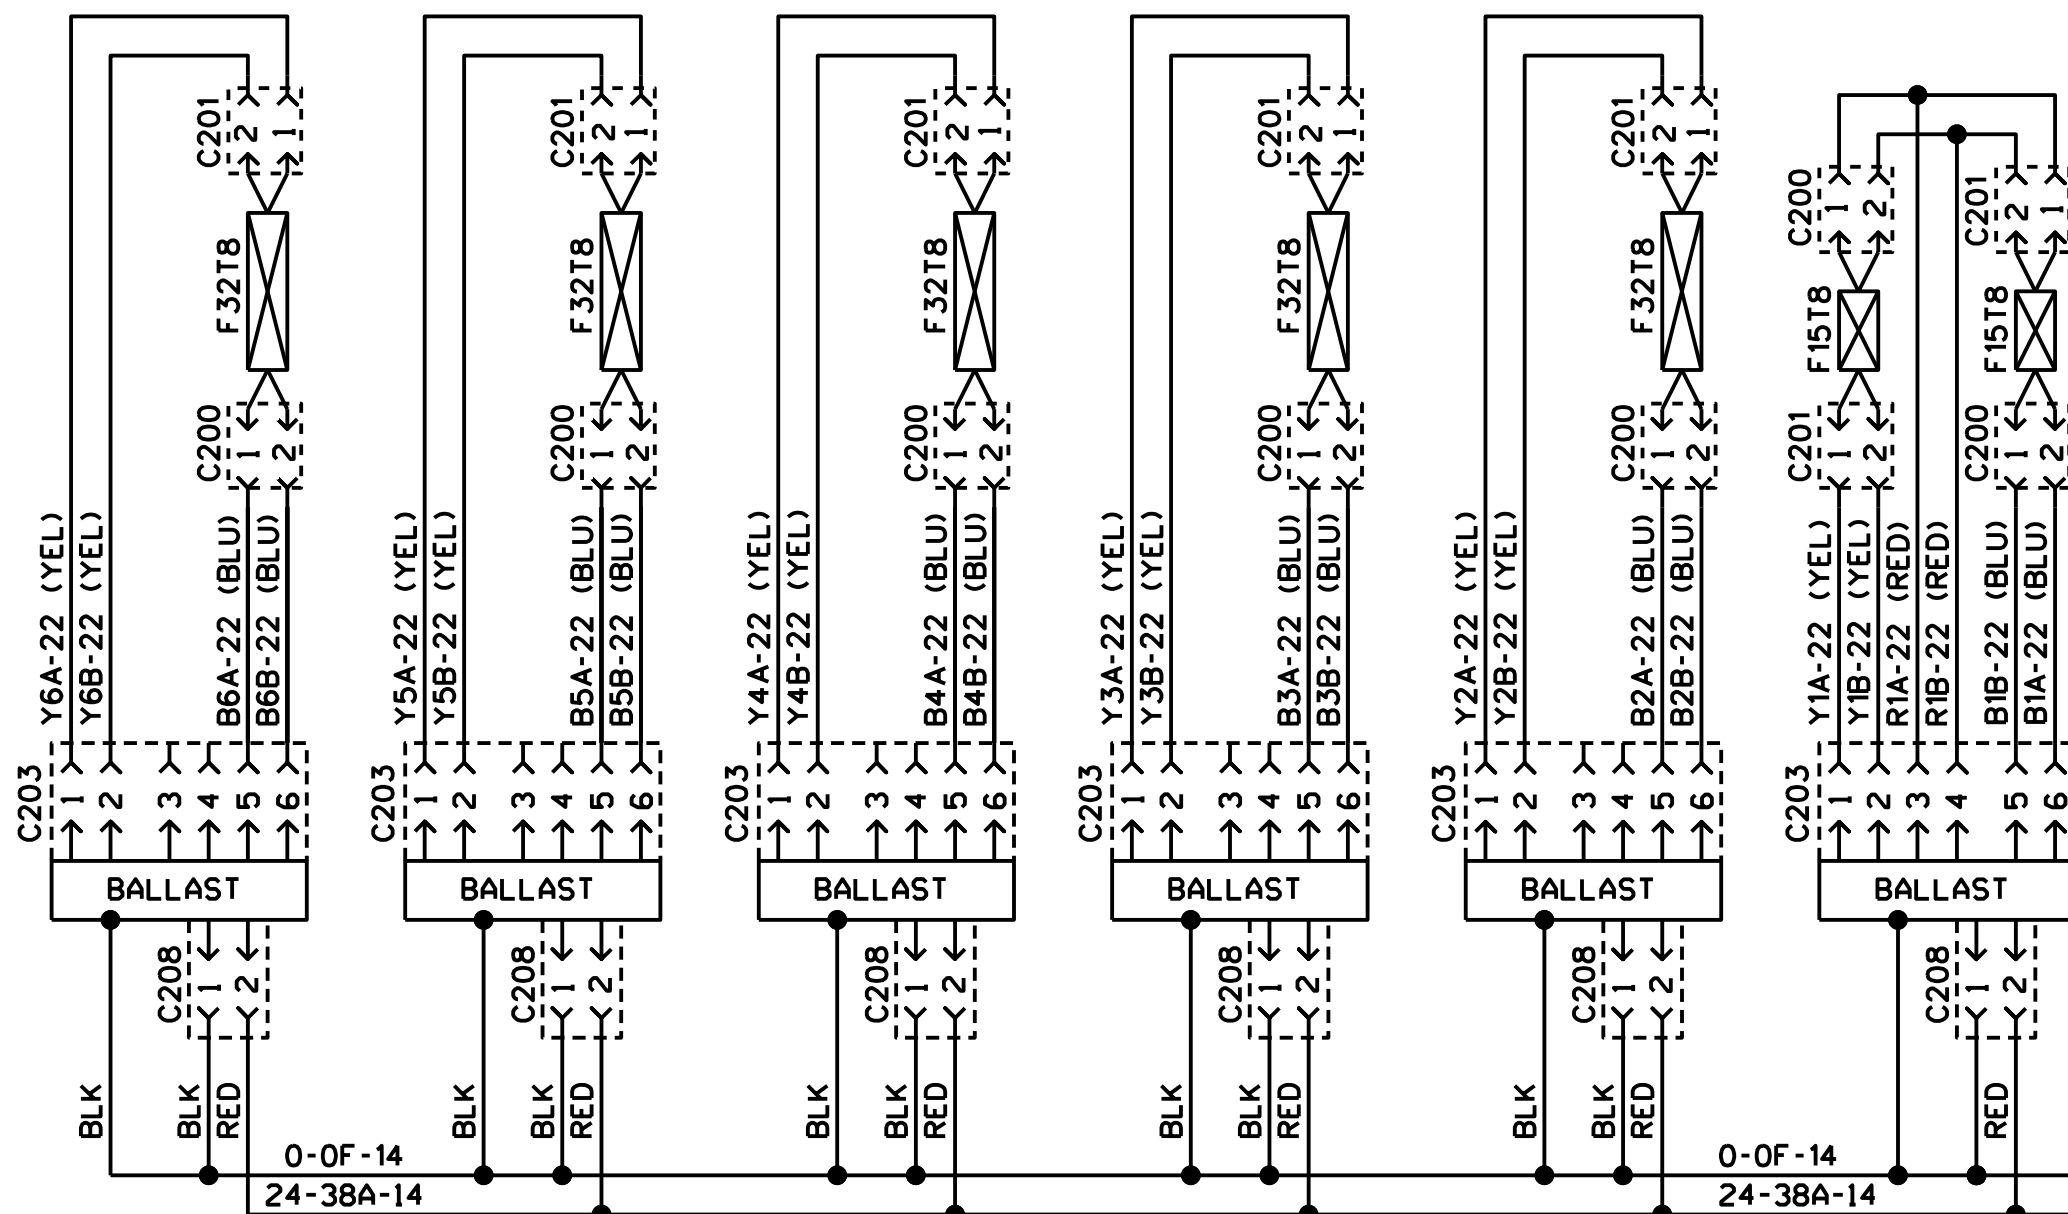 C201 2 1
C201 2 1
C201 2 1
C201 2 1
C201 2 1
C200 1 2
C201 2 1
F32T8
F32T8
F32T8
F32T8
F32T8
F15T8
F15T8
C200 1 2
C200 1 2
C200 1 2
C200 1 2
C200 1 2
C201 1 2
C200 1 2
Y6A-22 (YEL)
Y6B-22 (YEL)
B6A-22 (BLU)
B6B-22 (BLU)
Y5A-22 (YEL)
Y5B-22 (YEL)
B5A-22 (BLU)
B5B-22 (BLU)
Y4A-22 (YEL)
Y4B-22 (YEL)
B4A-22 (BLU)
B4B-22 (BLU)
Y3A-22 (YEL)
Y3B-22 (YEL)
B3A-22 (BLU)
B3B-22 (BLU)
Y2A-22 (YEL)
Y2B-22 (YEL)
B2A-22 (BLU)
B2B-22 (BLU)
Y1A-22 (YEL)
Y1B-22 (YEL)
R1A-22 (RED)
R1B-22 (RED)
B1B-22 (BLU)
B1A-22 (BLU)
C203 1 2 3 4 5 6
C203 1 2 3 4 5 6
C203 1 2 3 4 5 6
C203 1 2 3 4 5 6
C203 1 2 3 4 5 6
C203 1 2 3 4 5 6
BALLAST
BALLAST
BALLAST
BALLAST
BALLAST
BALLAST
C208 1 2
C208 1 2
C208 1 2
C208 1 2
C208 1 2
C208 1 2
BLK
BLK
RED
BLK
BLK
RED
BLK
BLK
RED
BLK
BLK
RED
BLK
BLK
RED
RED
0-0F-14
0-0F-14
24-38A-14
24-38A-14